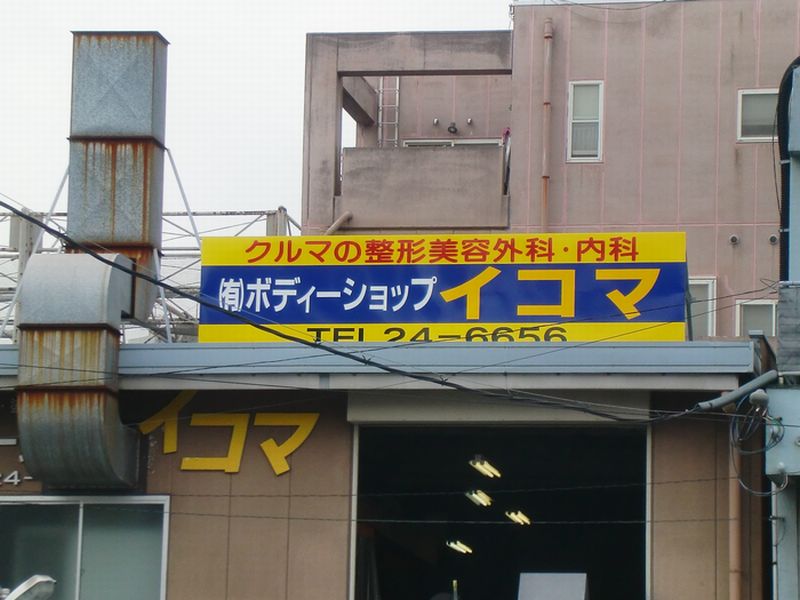 クルマの整形美容外科・内科
(有)ボディーショップイコマ
TEL24-6656
イコマ
24-